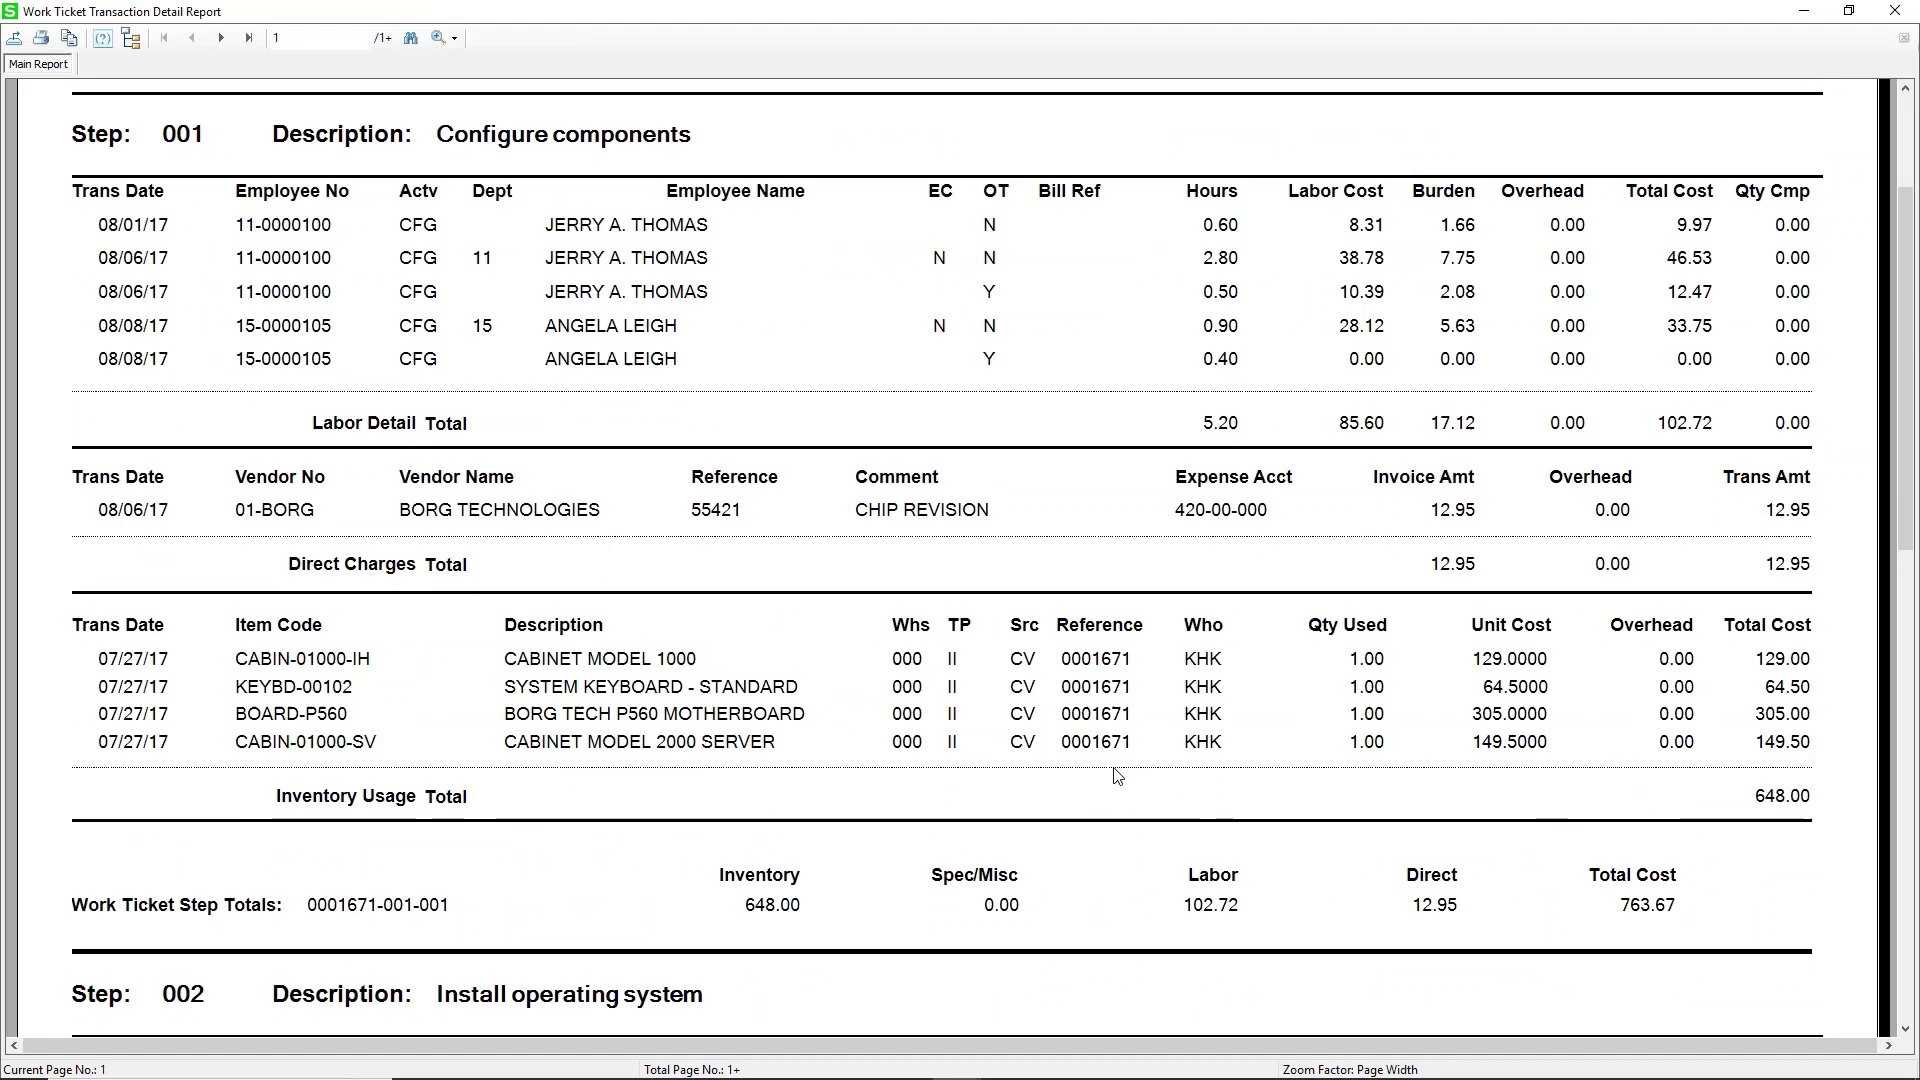 Work Ticket Transaction Detail Report
1 /1+
Main Report
Step: 001 Description: Configure components
Trans Date Employee No Actv Dept Employee Name EC OT Bill Ref Hours Labor Cost Burden Overhead Total Cost Qty Cmp
08/01/17 11-0000100 CFG JERRY A. THOMAS N 0.60 8.31 1.66 0.00 9.97 0.00
08/06/17 11-0000100 CFG 11 JERRY A. THOMAS N N 2.80 38.78 7.75 0.00 46.53 0.00
08/06/17 11-0000100 CFG JERRY A. THOMAS Y 0.50 10.39 2.08 0.00 12.47 0.00
08/08/17 15-0000105 CFG 15 ANGELA LEIGH N N 0.90 28.12 5.63 0.00 33.75 0.00
08/08/17 15-0000105 CFG ANGELA LEIGH Y 0.40 0.00 0.00 0.00 0.00 0.00
Labor Detail Total 5.20 85.60 17.12 0.00 102.72 0.00
Trans Date Vendor No Vendor Name Reference Comment Expense Acct Invoice Amt Overhead Trans Amt
08/06/17 01-BORG BORG TECHNOLOGIES 55421 CHIP REVISION 420-00-000 12.95 0.00 12.95
Direct Charges Total 12.95 0.00 12.95
Trans Date Item Code Description Whs TP Src Reference Who Qty Used Unit Cost Overhead Total Cost
07/27/17 CABIN-01000-IH CABINET MODEL 1000 000 II CV 0001671 KHK 1.00 129.0000 0.00 129.00
07/27/17 KEYBD-00102 SYSTEM KEYBOARD - STANDARD 000 II CV 0001671 KHK 1.00 64.5000 0.00 64.50
07/27/17 BOARD-P560 BORG TECH P560 MOTHERBOARD 000 II CV 0001671 KHK 1.00 305.0000 0.00 305.00
07/27/17 CABIN-01000-SV CABINET MODEL 2000 SERVER 000 II CV 0001671 KHK 1.00 149.5000 0.00 149.50
Inventory Usage Total 648.00
Inventory Spec/Misc Labor Direct Total Cost
Work Ticket Step Totals: 0001671-001-001 648.00 0.00 102.72 12.95 763.67
Step: 002 Description: Install operating system
Current Page No.: 1 Total Page No.: 1+ Zoom Factor: Page Width